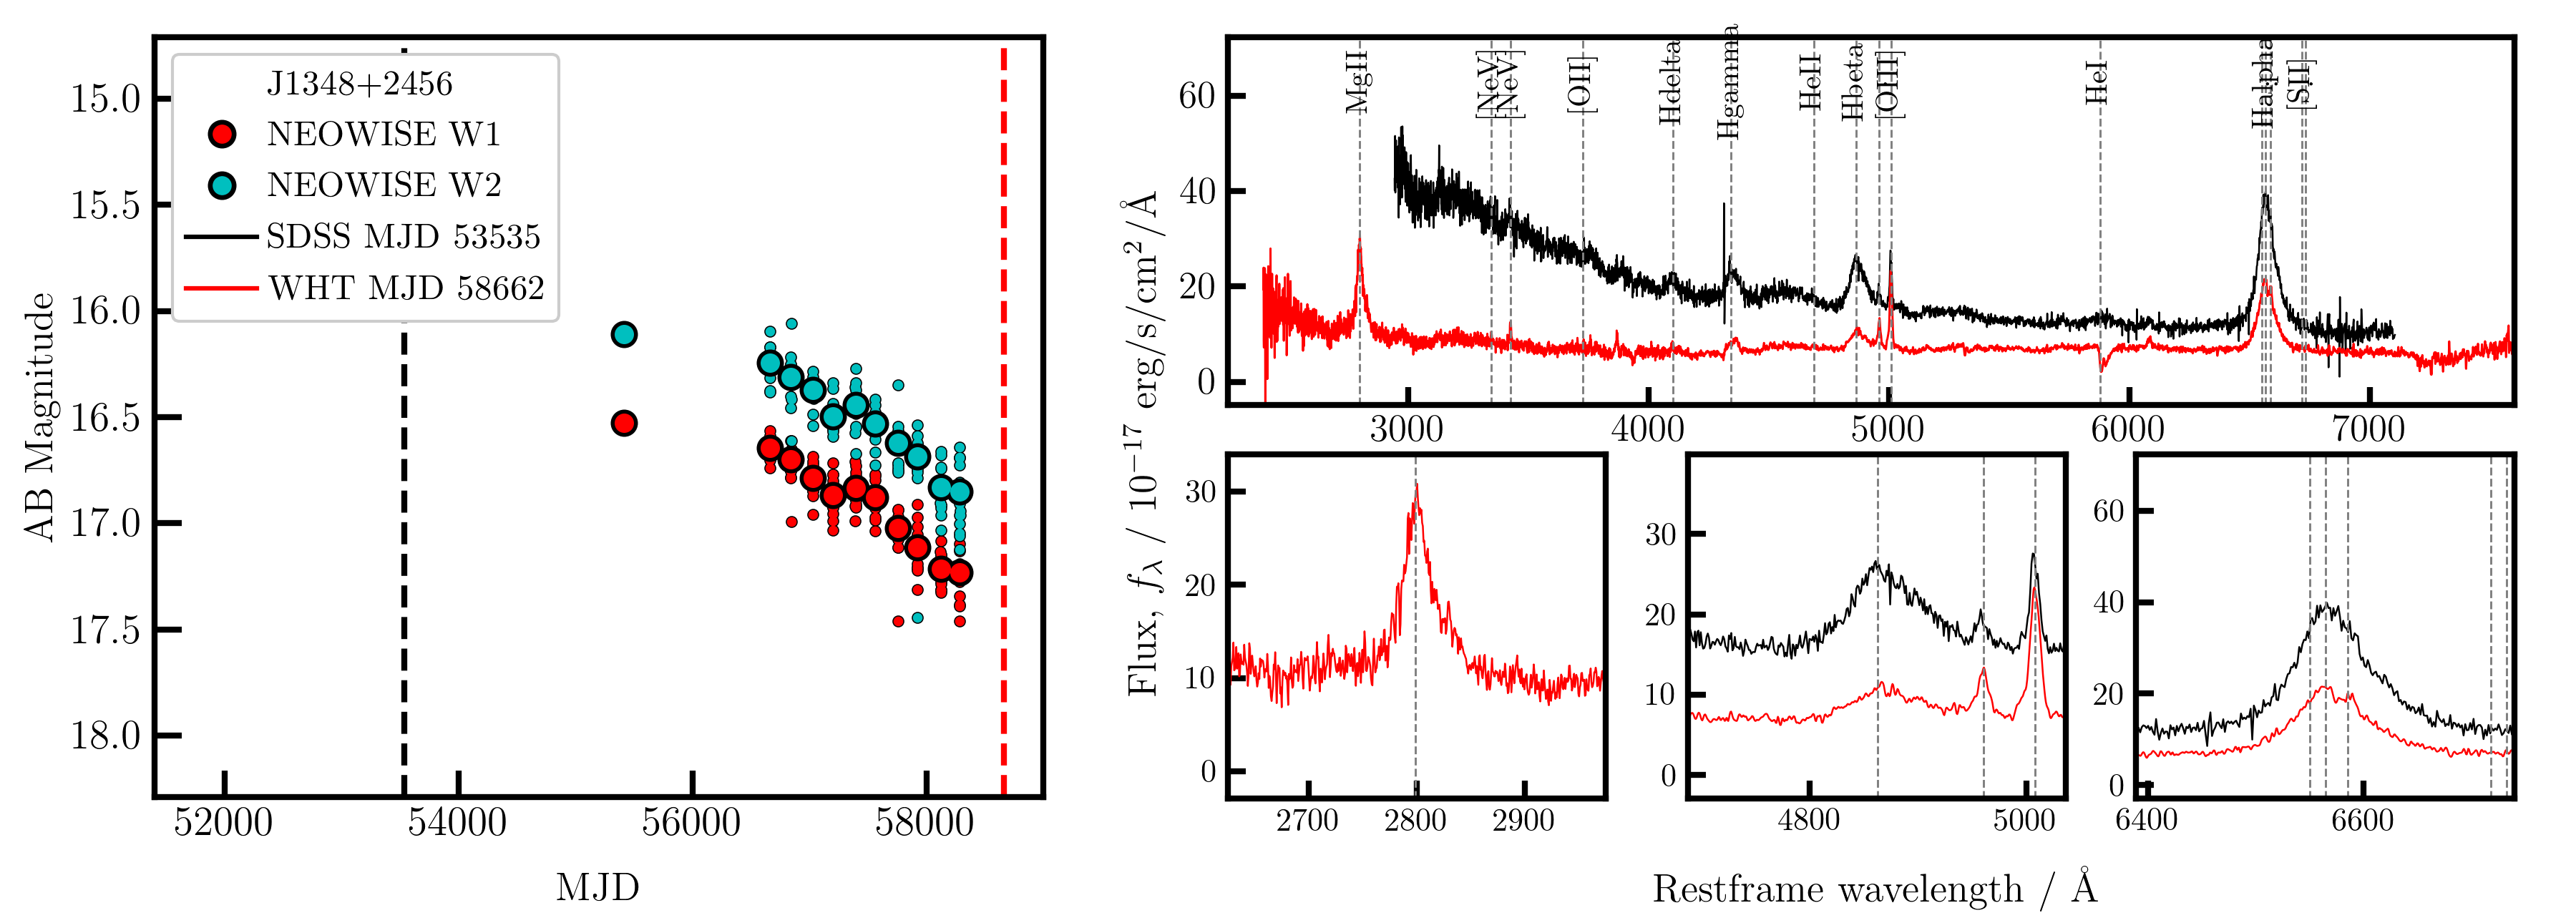 J1348+2456
NEOWISE W1
NEOWISE W2
SDSS MJD 53535
WHT MJD 58662
AB Magnitude
15.0
15.5
16.0
16.5
17.0
17.5
18.0
52000 54000 56000 58000
MJD
Flux, fλ / 10⁻¹⁷ erg/s/cm² /Å
MgII [NeV] [NeV] [OII] Hdelta Hgamma HeII Hbeta [OIII] HeI Halpha [SII]
60
40
20
0
3000 4000 5000 6000 7000
30
20
10
0
2700 2800 2900
30
20
10
0
4800 5000
60
40
20
0
6400 6600
Restframe wavelength / Å